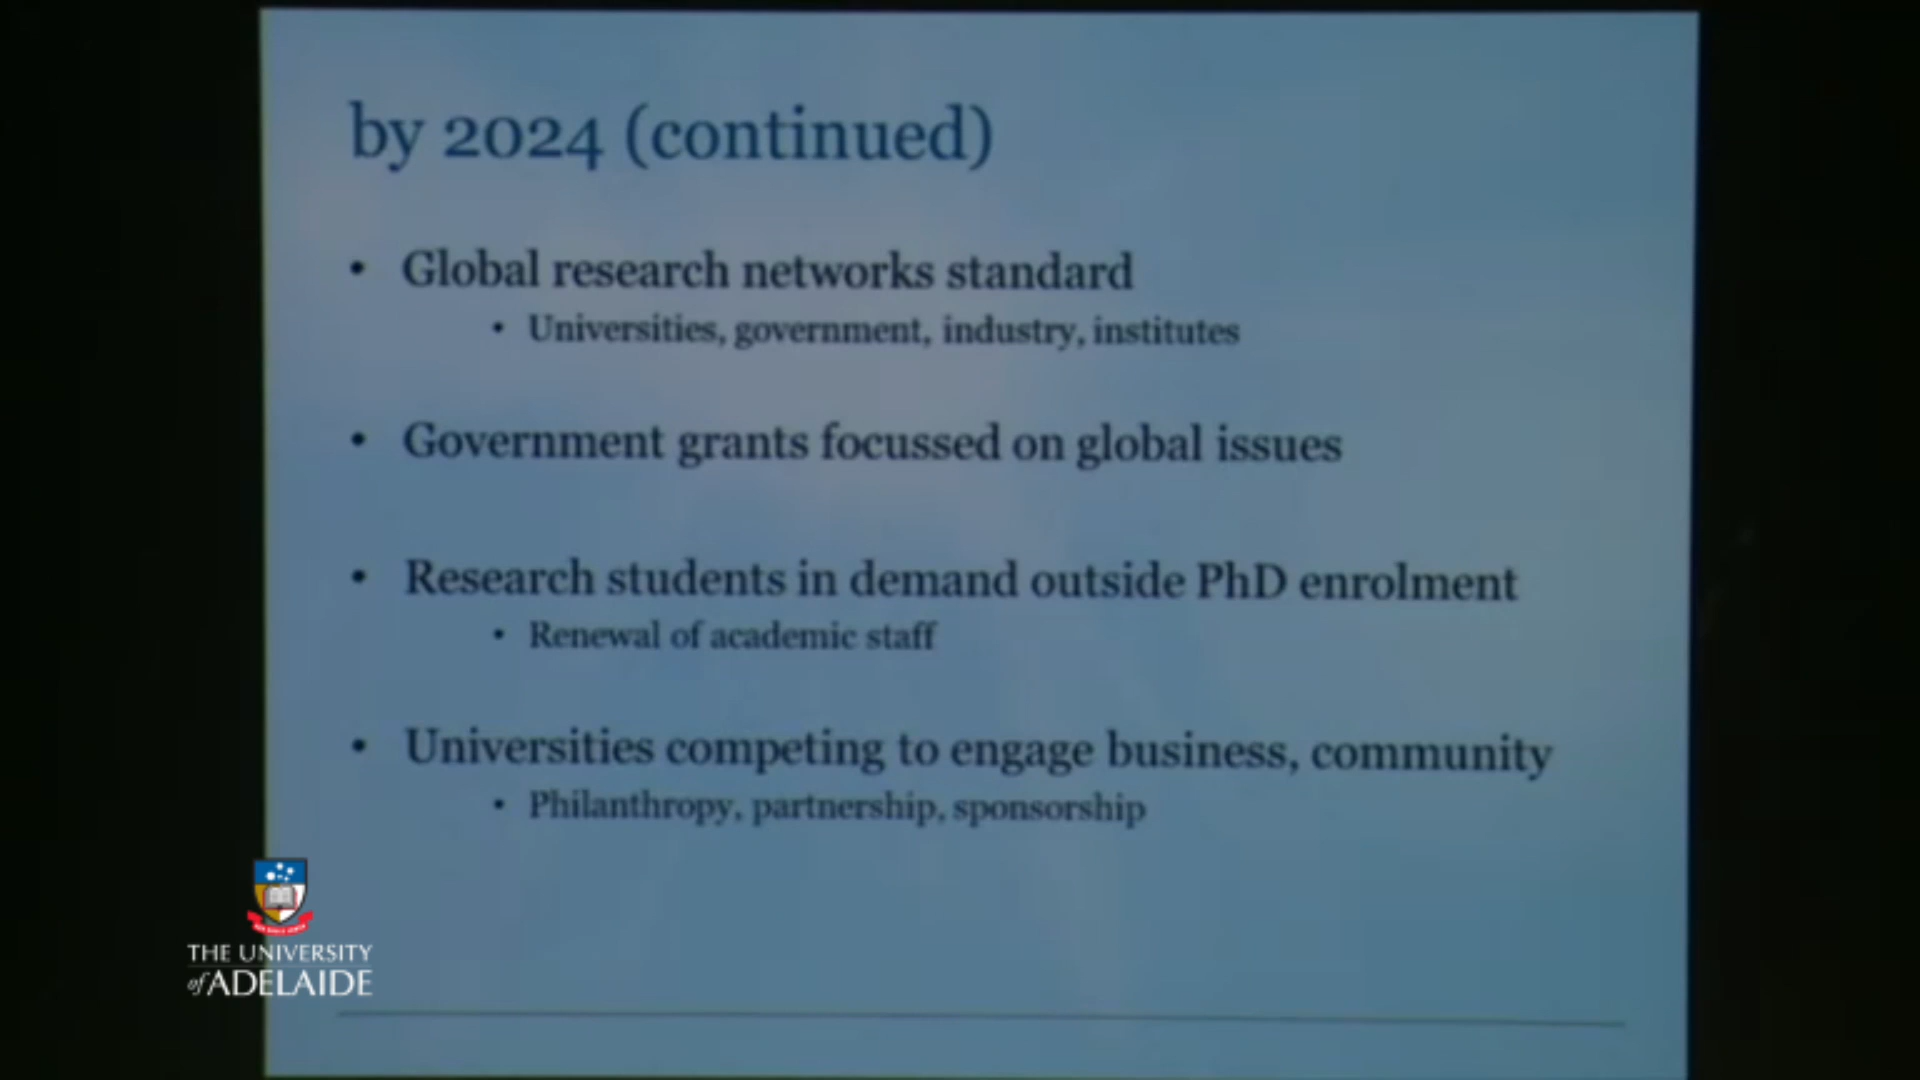 by 2024 (continued)
• Global research networks standard
• Universities, government, industry, institutes
• Government grants focussed on global issues
• Research students in demand outside PhD enrolment
• Renewal of academic staff
• Universities competing to engage business, community
• Philanthropy, partnership, sponsorship
THE UNIVERSITY
of ADELAIDE